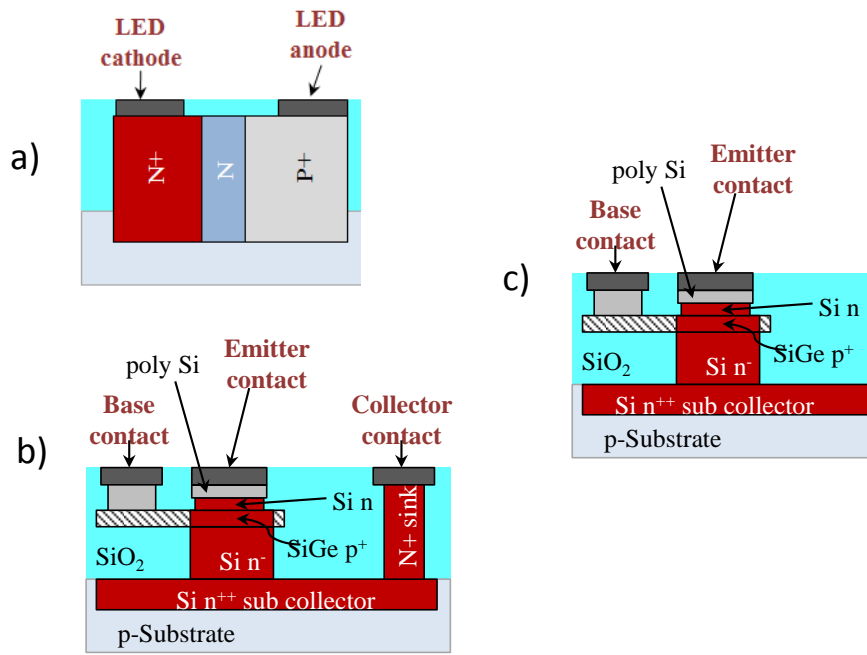 a)
LED
cathode
LED
anode
N+
N
P+
b)
Base
contact
poly Si
Emitter
contact
Collector
contact
Si n
SiGe p⁺
SiO₂
Si n⁻
N+ sink
Si n⁺⁺ sub collector
p-Substrate
c)
Base
contact
poly Si
Emitter
contact
Si n
SiGe p⁺
SiO₂
Si n⁻
Si n⁺⁺ sub collector
p-Substrate